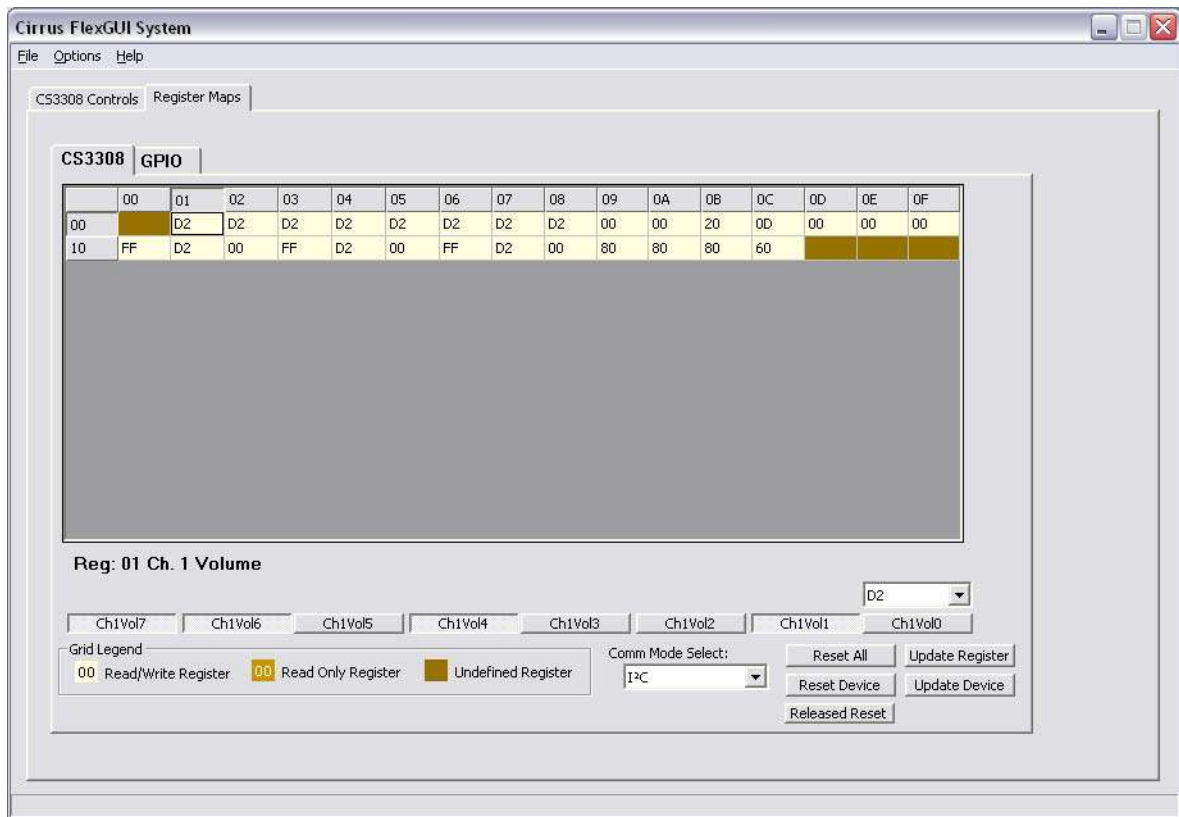 Cirrus FlexGUI System
File Options Help
CS3308 Controls Register Maps
CS3308 GPIO
00 01 02 03 04 05 06 07 08 09 0A 0B 0C 0D 0E 0F
00 D2 D2 D2 D2 D2 D2 D2 D2 00 00 20 0D 00 00 00
10 FF D2 00 FF D2 00 FF D2 00 80 80 80 60
Reg: 01 Ch. 1 Volume
D2
Ch1Vol7 Ch1Vol6 Ch1Vol5 Ch1Vol4 Ch1Vol3 Ch1Vol2 Ch1Vol1 Ch1Vol0
Grid Legend
00 Read/Write Register 00 Read Only Register Undefined Register
Comm Mode Select:
I²C
Reset All Update Register
Reset Device Update Device
Released Reset